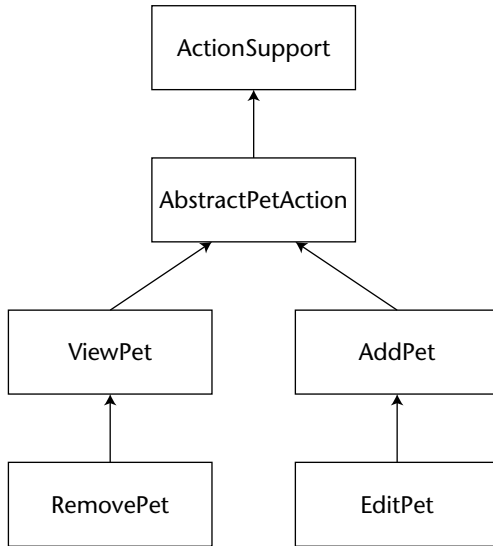 ActionSupport
AbstractPetAction
ViewPet
AddPet
RemovePet
EditPet